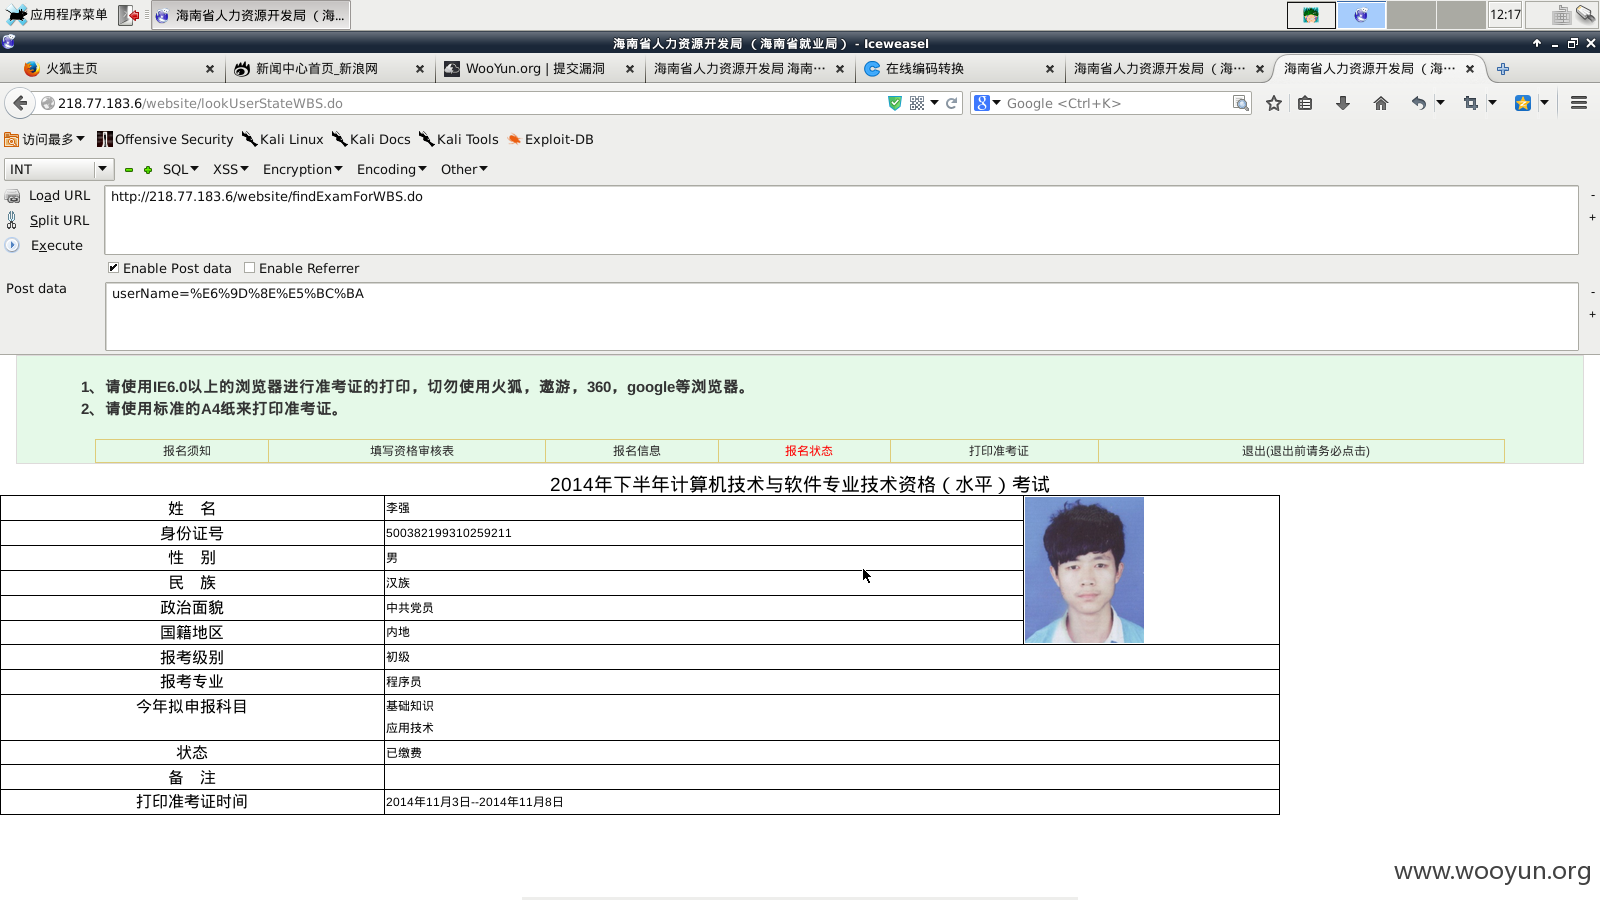 应用程序菜单
海南省人力资源开发局 （海...
12:17
海南省人力资源开发局 （海南省就业局） - Iceweasel
火狐主页
新闻中心首页_新浪网
WooYun.org | 提交漏洞
海南省人力资源开发局 海南…
在线编码转换
海南省人力资源开发局 （海…
海南省人力资源开发局 （海…
218.77.183.6/website/lookUserStateWBS.do
Google <Ctrl+K>
访问最多
Offensive Security
Kali Linux
Kali Docs
Kali Tools
Exploit-DB
INT
SQL
XSS
Encryption
Encoding
Other
Load URL
http://218.77.183.6/website/findExamForWBS.do
Split URL
Execute
Enable Post data
Enable Referrer
Post data
userName=%E6%9D%8E%E5%BC%BA
1、请使用IE6.0以上的浏览器进行准考证的打印，切勿使用火狐，遨游，360，google等浏览器。
2、请使用标准的A4纸来打印准考证。
报名须知
填写资格审核表
报名信息
报名状态
打印准考证
退出(退出前请务必点击)
2014年下半年计算机技术与软件专业技术资格（水平）考试
姓 名 李强
身份证号 500382199310259211
性 别 男
民 族 汉族
政治面貌 中共党员
国籍地区 内地
报考级别 初级
报考专业 程序员
今年拟申报科目 基础知识
应用技术
状态 已缴费
备 注
打印准考证时间 2014年11月3日--2014年11月8日
www.wooyun.org